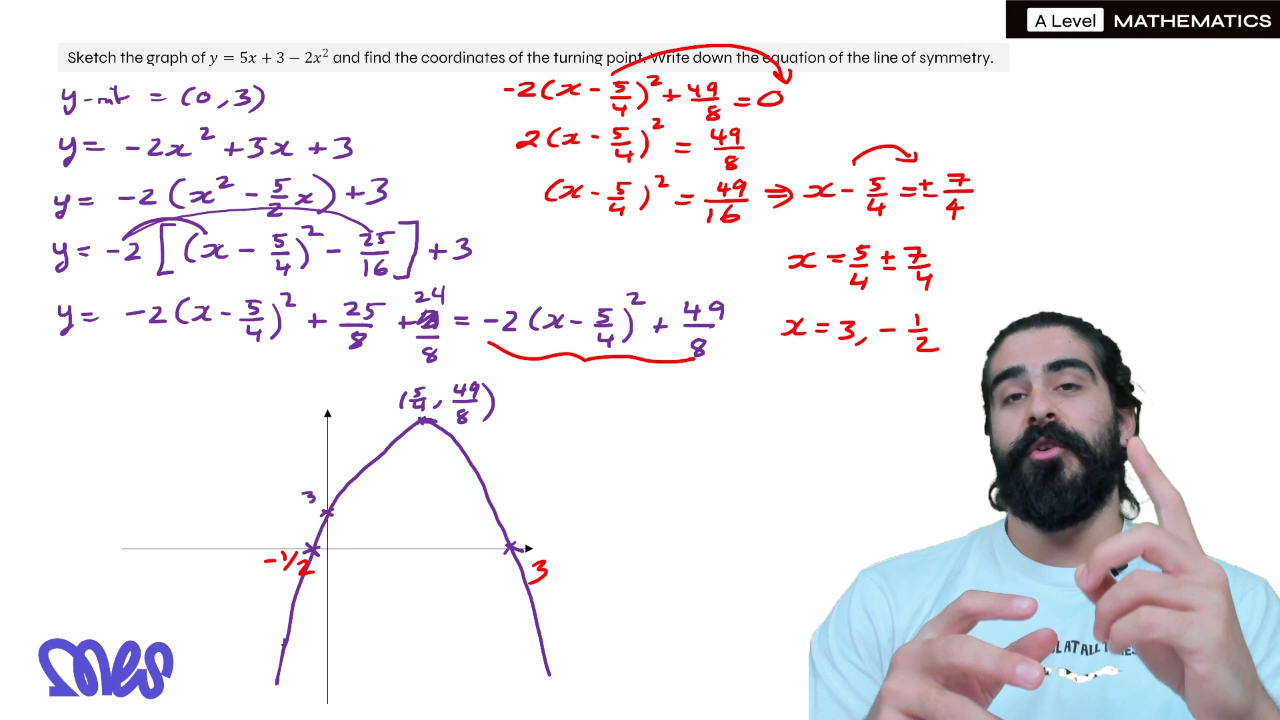 A Level MATHEMATICS
Sketch the graph of y = 5x + 3 − 2x² and find the coordinates of the turning point. Write down the equation of the line of symmetry.
y-int = (0, 3)
y = -2x² + 5x + 3
y = -2(x² - 5/2 x) + 3
y = -2[(x - 5/4)² - 25/16] + 3
y = -2(x - 5/4)² + 25/8 + 24/8 = -2(x - 5/4)² + 49/8
-2(x - 5/4)² + 49/8 = 0
2(x - 5/4)² = 49/8
(x - 5/4)² = 49/16 ⇒ x - 5/4 = ± 7/4
x = 5/4 ± 7/4
x = 3, - 1/2
(5/4, 49/8)
3
-1/2
3
smes
AT ALL